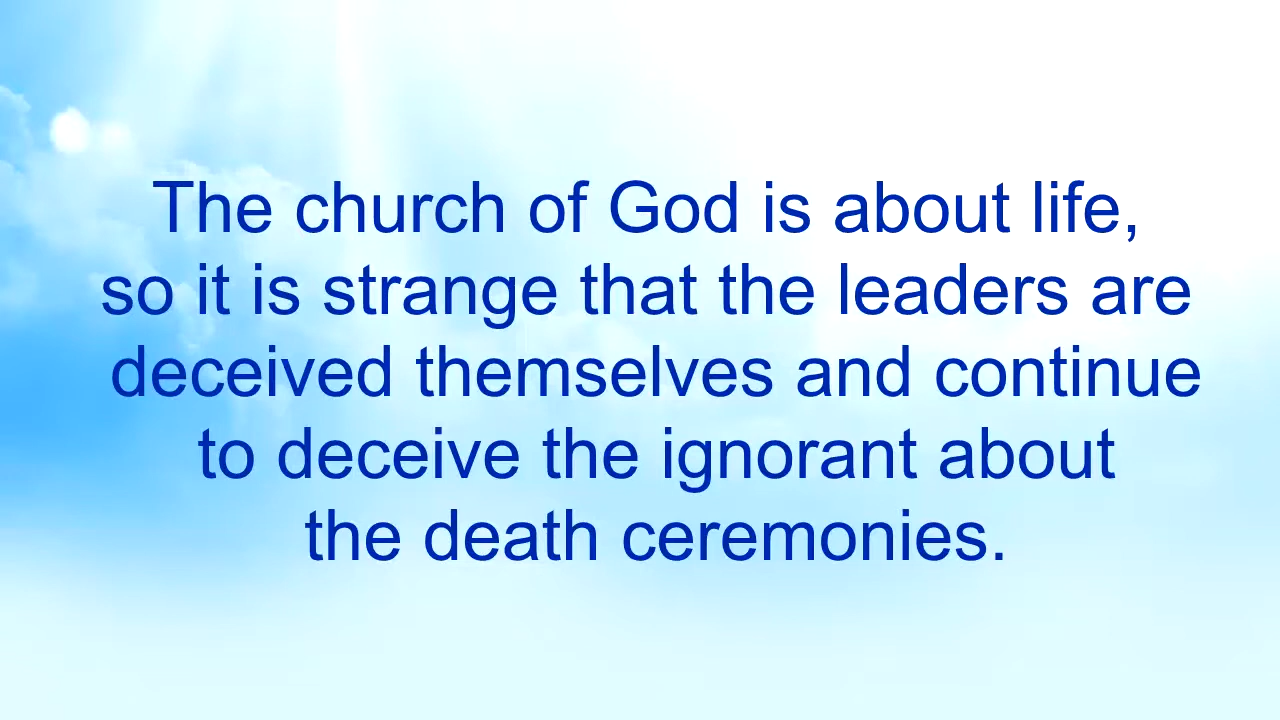 The church of God is about life,
so it is strange that the leaders are
deceived themselves and continue
to deceive the ignorant about
the death ceremonies.